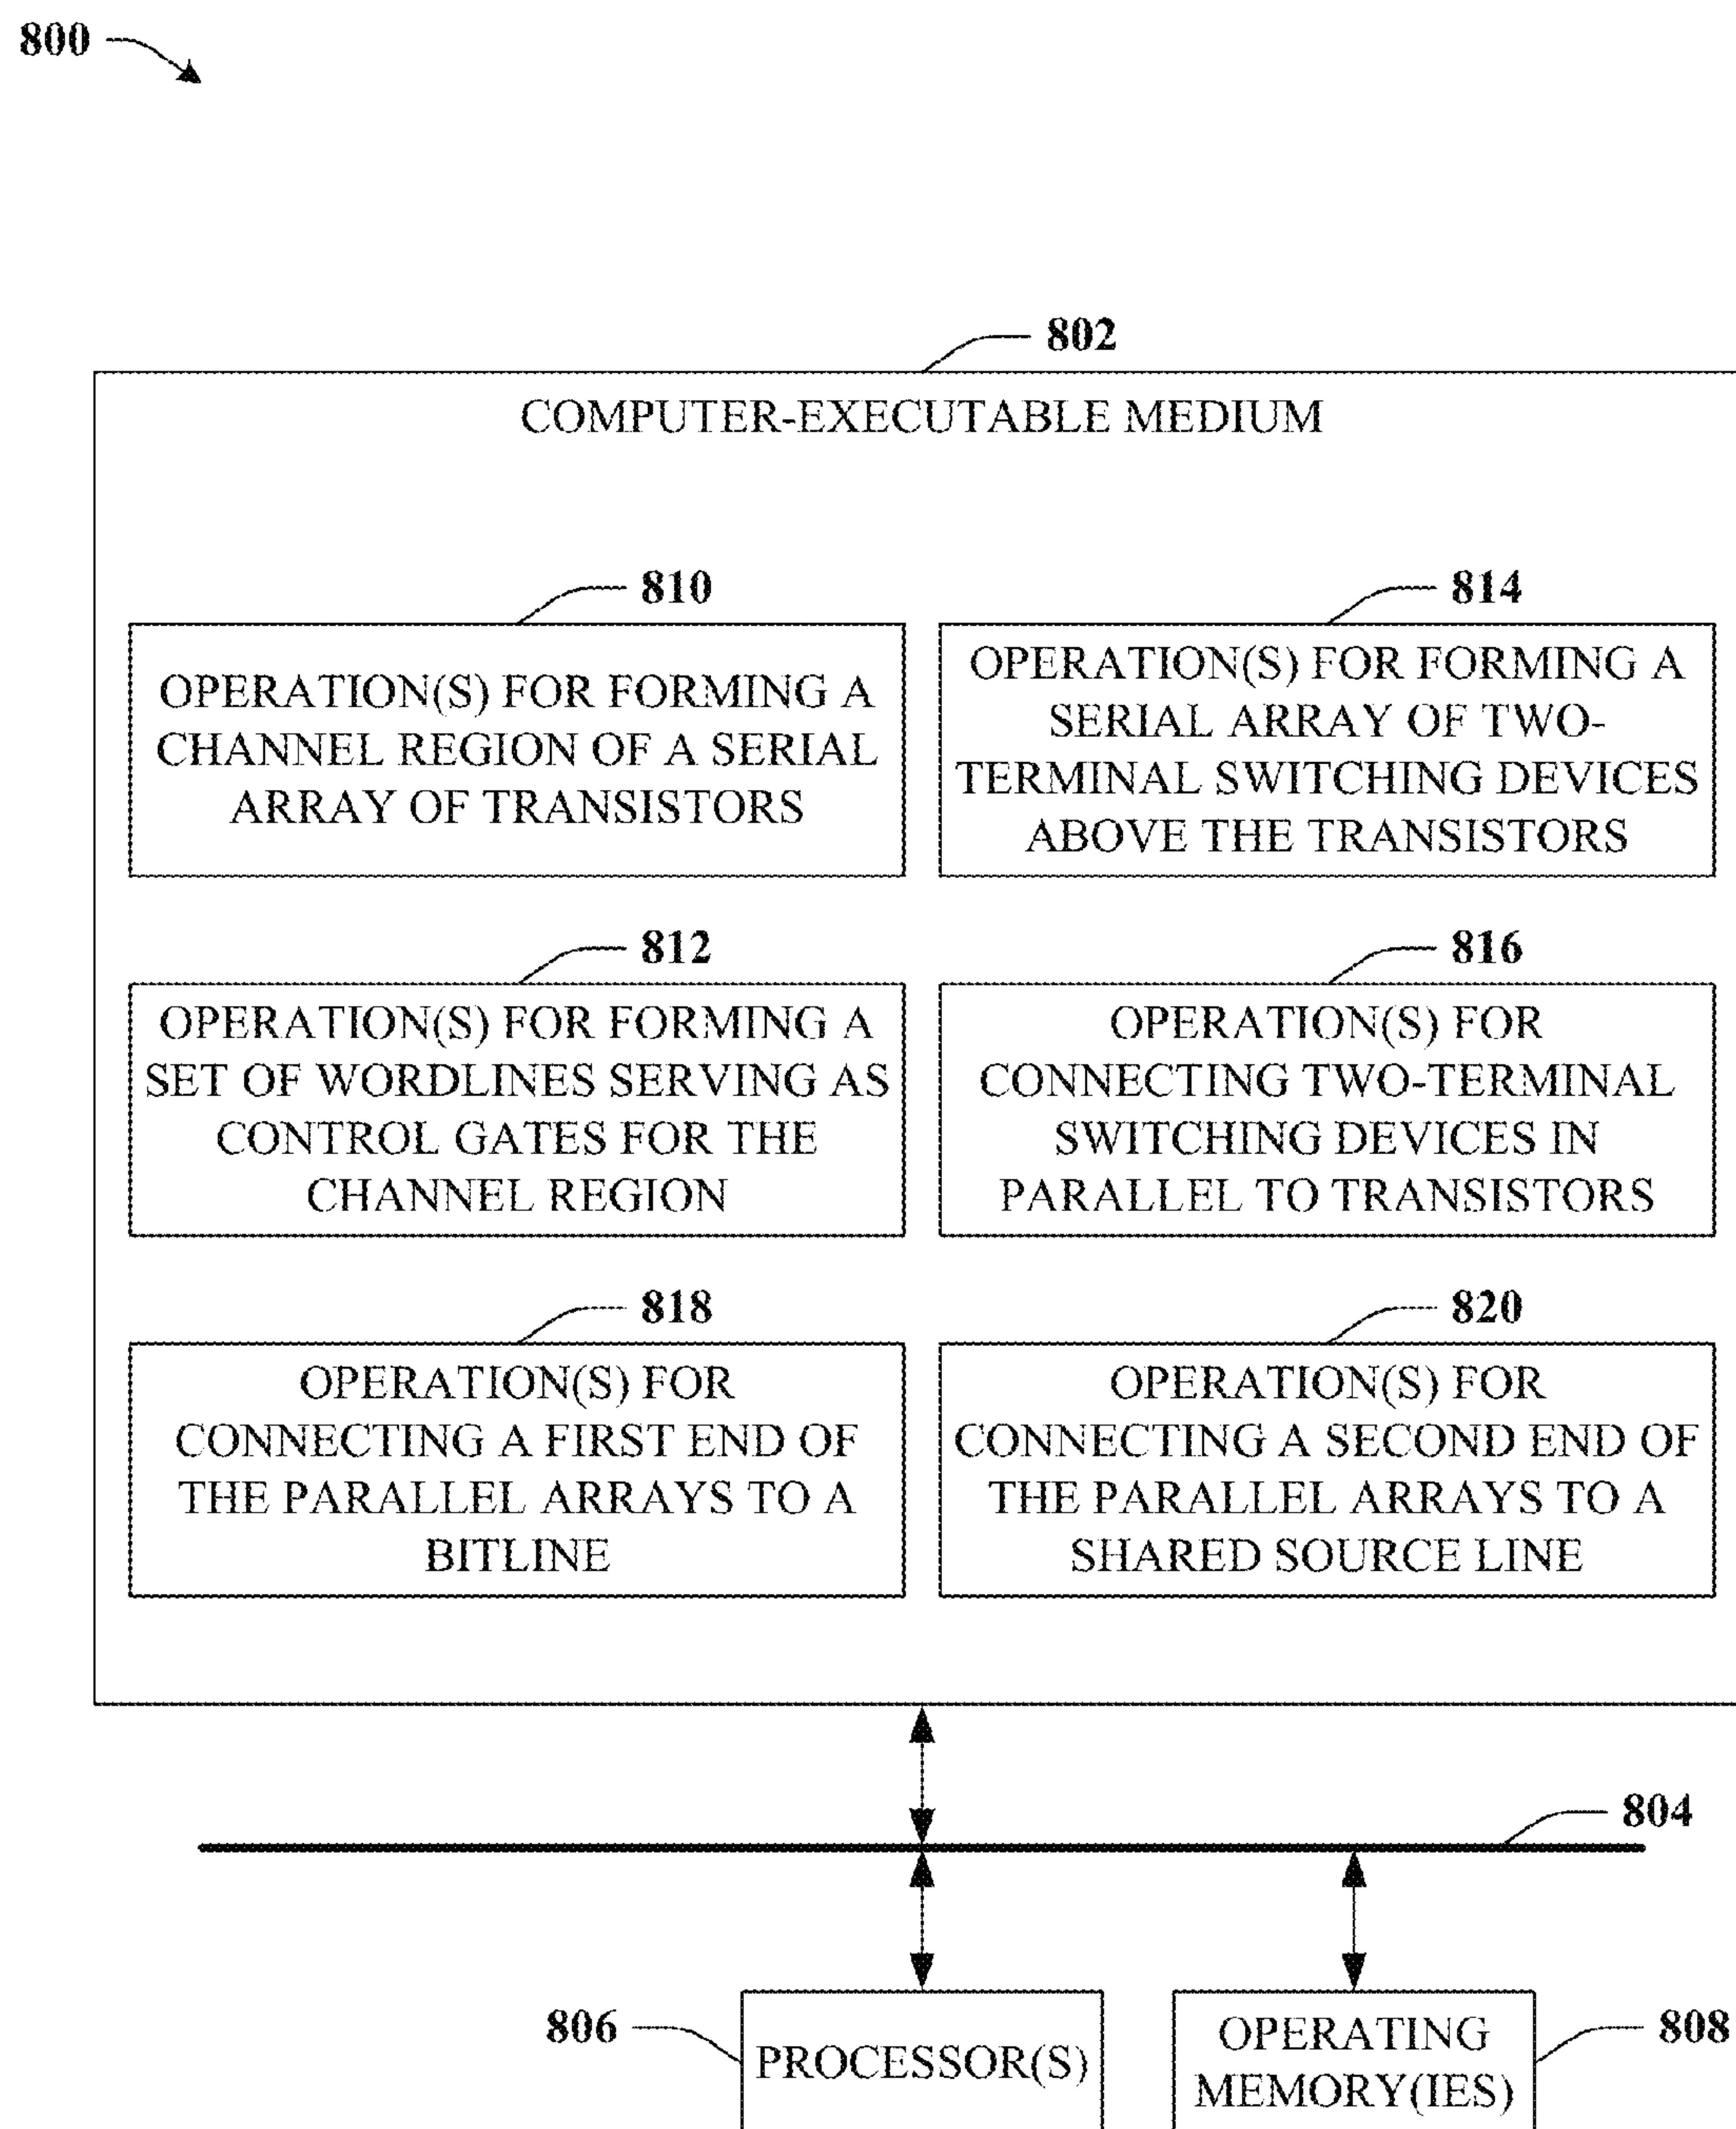 800
802
COMPUTER-EXECUTABLE MEDIUM
810
OPERATION(S) FOR FORMING A
CHANNEL REGION OF A SERIAL
ARRAY OF TRANSISTORS
814
OPERATION(S) FOR FORMING A
SERIAL ARRAY OF TWO-
TERMINAL SWITCHING DEVICES
ABOVE THE TRANSISTORS
812
OPERATION(S) FOR FORMING A
SET OF WORDLINES SERVING AS
CONTROL GATES FOR THE
CHANNEL REGION
816
OPERATION(S) FOR
CONNECTING TWO-TERMINAL
SWITCHING DEVICES IN
PARALLEL TO TRANSISTORS
818
OPERATION(S) FOR
CONNECTING A FIRST END OF
THE PARALLEL ARRAYS TO A
BITLINE
820
OPERATION(S) FOR
CONNECTING A SECOND END OF
THE PARALLEL ARRAYS TO A
SHARED SOURCE LINE
804
806
PROCESSOR(S)
OPERATING
MEMORY(IES)
808